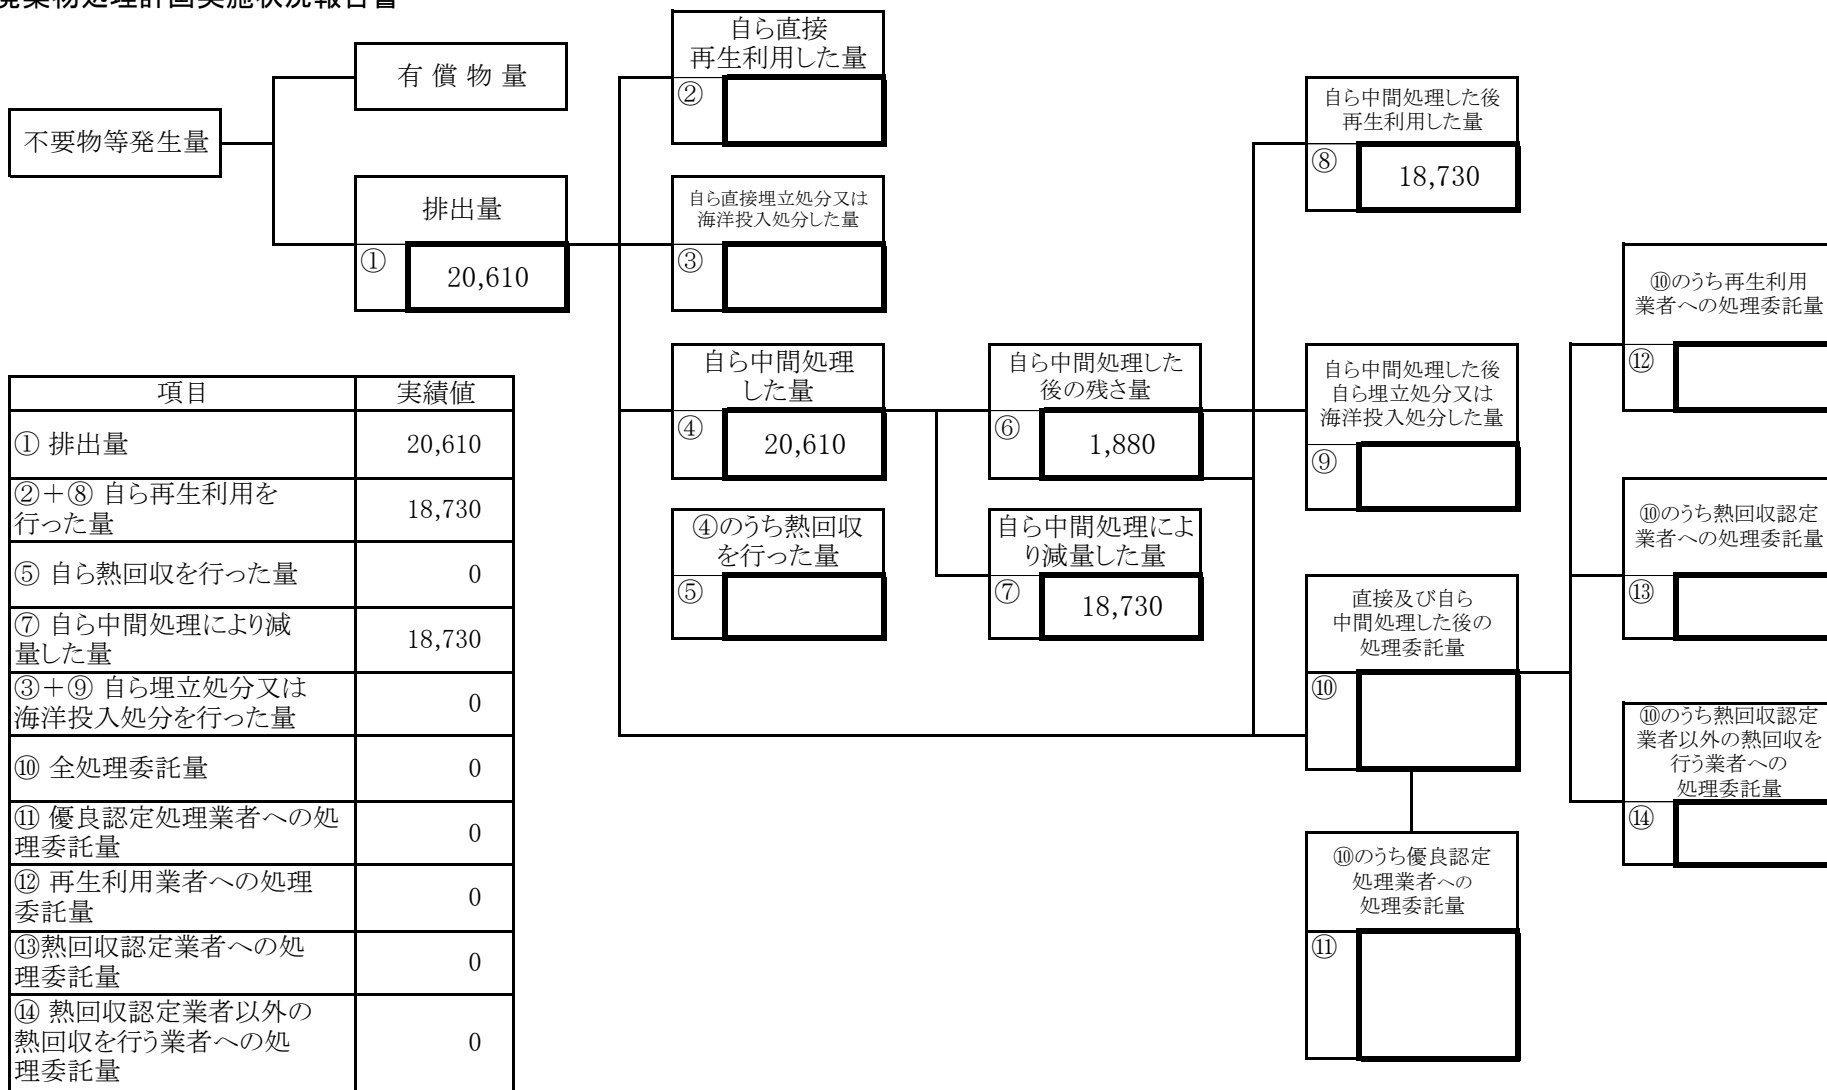 廃棄物処理計画実施状況報告書
有 償 物 量
不要物等発生量
排出量
①
20,610
自ら直接
再生利用した量
②
自ら直接埋立処分又は
海洋投入処分した量
③
自ら中間処理
した量
④
20,610
④のうち熱回収
を行った量
⑤
自ら中間処理した
後の残さ量
⑥
1,880
自ら中間処理によ
り減量した量
⑦
18,730
自ら中間処理した後
再生利用した量
⑧
18,730
自ら中間処理した後
自ら埋立処分又は
海洋投入処分した量
⑨
直接及び自ら
中間処理した後の
処理委託量
⑩
⑩のうち優良認定
処理業者への
処理委託量
⑪
⑩のうち再生利用
業者への処理委託量
⑫
⑩のうち熱回収認定
業者への処理委託量
⑬
⑩のうち熱回収認定
業者以外の熱回収を
行う業者への
処理委託量
⑭
項目 実績値
① 排出量 20,610
②＋⑧ 自ら再生利用を
行った量 18,730
⑤ 自ら熱回収を行った量 0
⑦ 自ら中間処理により減
量した量 18,730
③＋⑨ 自ら埋立処分又は
海洋投入処分を行った量 0
⑩ 全処理委託量 0
⑪ 優良認定処理業者への処
理委託量 0
⑫ 再生利用業者への処理
委託量 0
⑬熱回収認定業者への処
理委託量 0
⑭ 熱回収認定業者以外の
熱回収を行う業者への処
理委託量 0